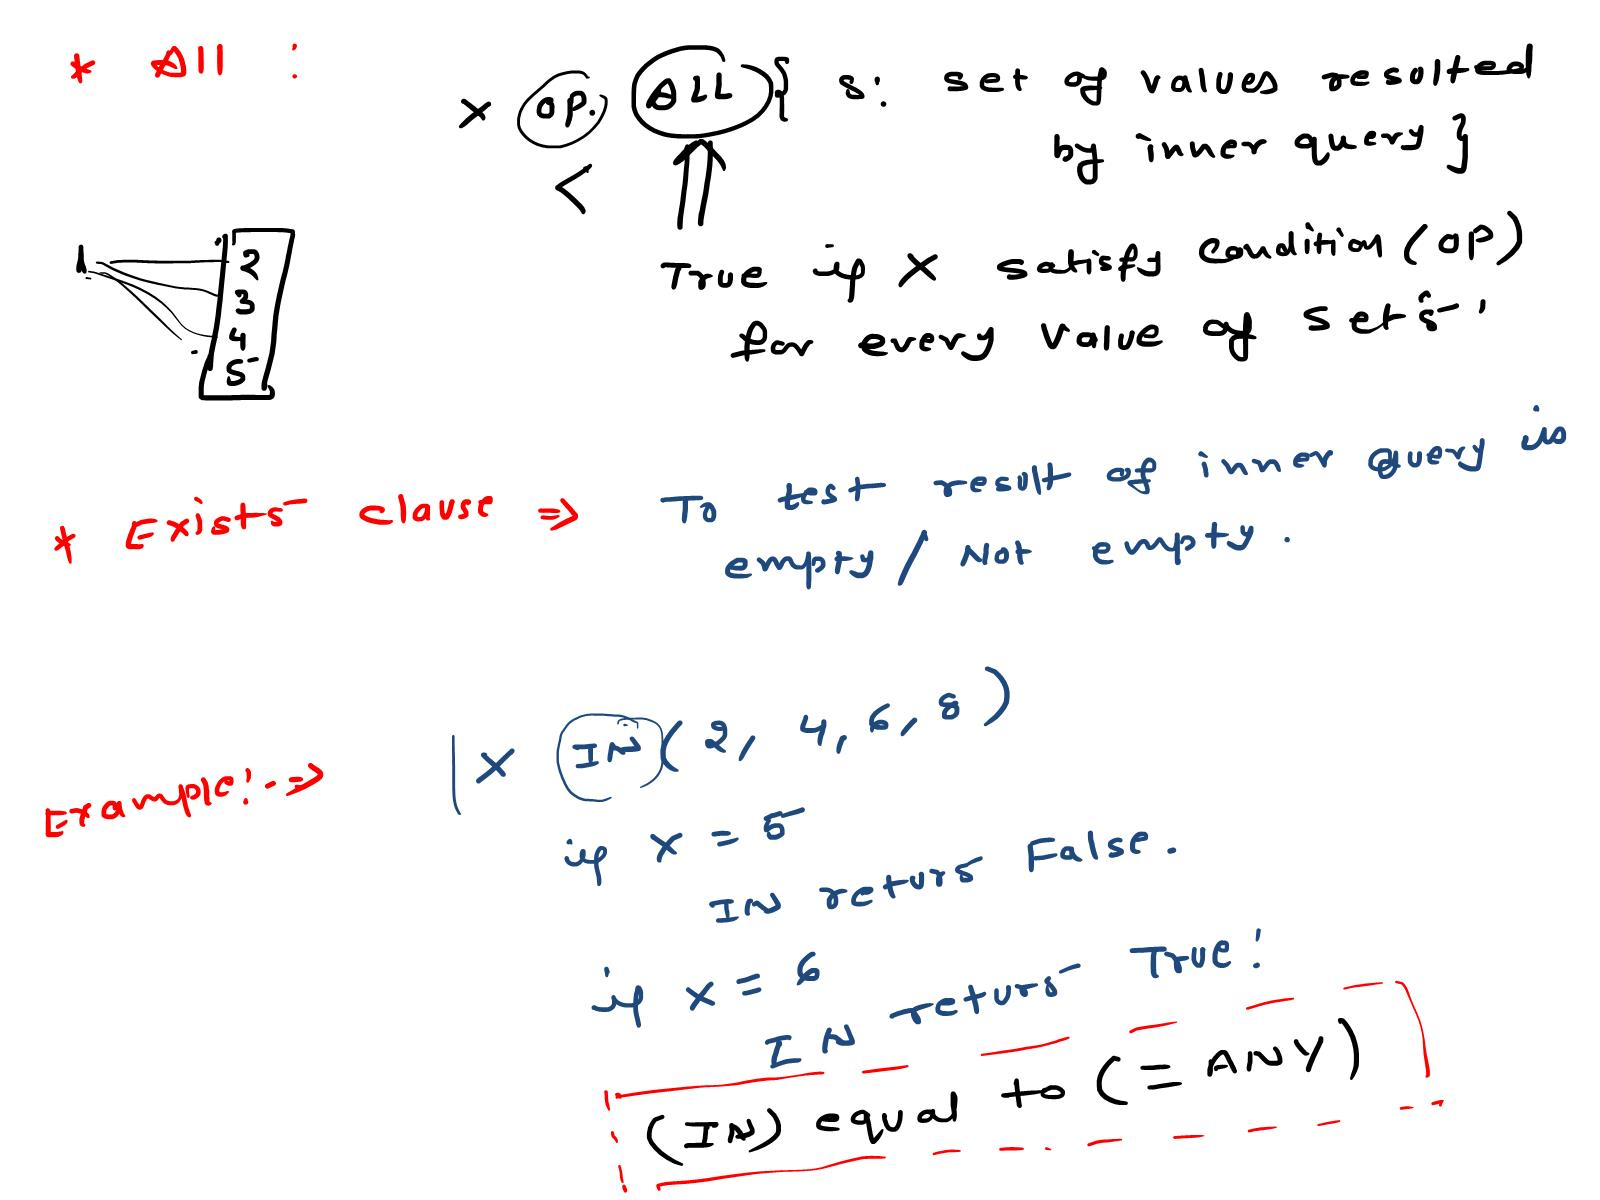 * All :
x op. ALL { s: set of values resulted
by inner query }
<
1
2
3
4
5
True if x satisfy condition (op)
for every value of set s'
* Exists clause ⇒ To test result of inner query is
empty / Not empty.
Example: ⇒
| x IN ( 2, 4, 6, 8 )
if x = 5
IN returs False.
if x = 6
IN returs True!
(IN) equal to (= ANY)